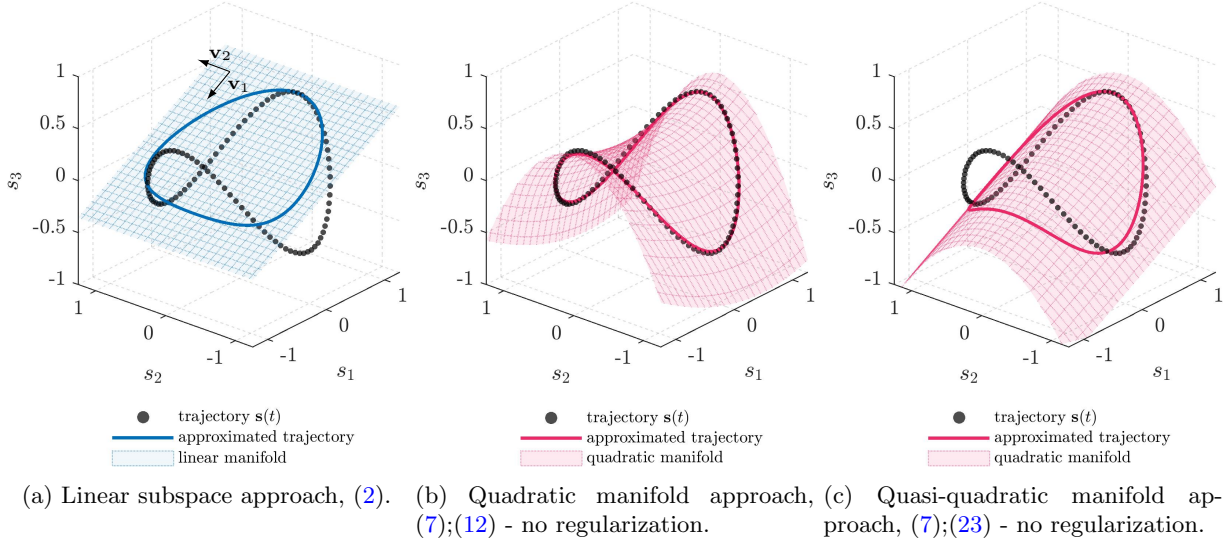 v₂
v₁
1
0.5
0
-0.5
-1
s₃
1
0
-1
s₂
-1
0
1
s₁
trajectory s(t)
approximated trajectory
linear manifold
(a) Linear subspace approach, (2).
1
0.5
0
-0.5
-1
s₃
1
0
-1
s₂
-1
0
1
s₁
trajectory s(t)
approximated trajectory
quadratic manifold
(b) Quadratic manifold approach,
(7);(12) - no regularization.
1
0.5
0
-0.5
-1
s₃
1
0
-1
s₂
-1
0
1
s₁
trajectory s(t)
approximated trajectory
quadratic manifold
(c) Quasi-quadratic manifold ap-
proach, (7);(23) - no regularization.